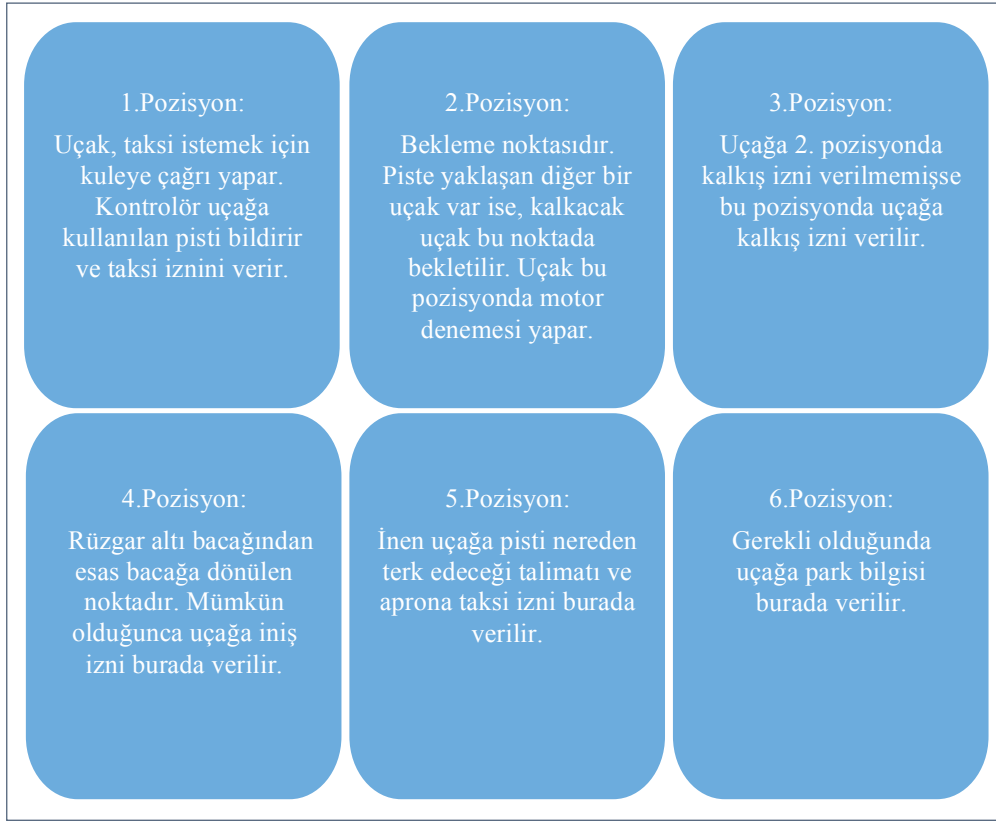 1.Pozisyon:
Uçak, taksi istemek için
kuleye çağrı yapar.
Kontrolör uçağa
kullanılan pisti bildirir
ve taksi iznini verir.
2.Pozisyon:
Bekleme noktasıdır.
Piste yaklaşan diğer bir
uçak var ise, kalkacak
uçak bu noktada
bekletilir. Uçak bu
pozisyonda motor
denemesi yapar.
3.Pozisyon:
Uçağa 2. pozisyonda
kalkış izni verilmemişse
bu pozisyonda uçağa
kalkış izni verilir.
4.Pozisyon:
Rüzgar altı bacağından
esas bacağa dönülen
noktadır. Mümkün
olduğunca uçağa iniş
izni burada verilir.
5.Pozisyon:
İnen uçağa pisti nereden
terk edeceği talimatı ve
aprona taksi izni burada
verilir.
6.Pozisyon:
Gerekli olduğunda
uçağa park bilgisi
burada verilir.